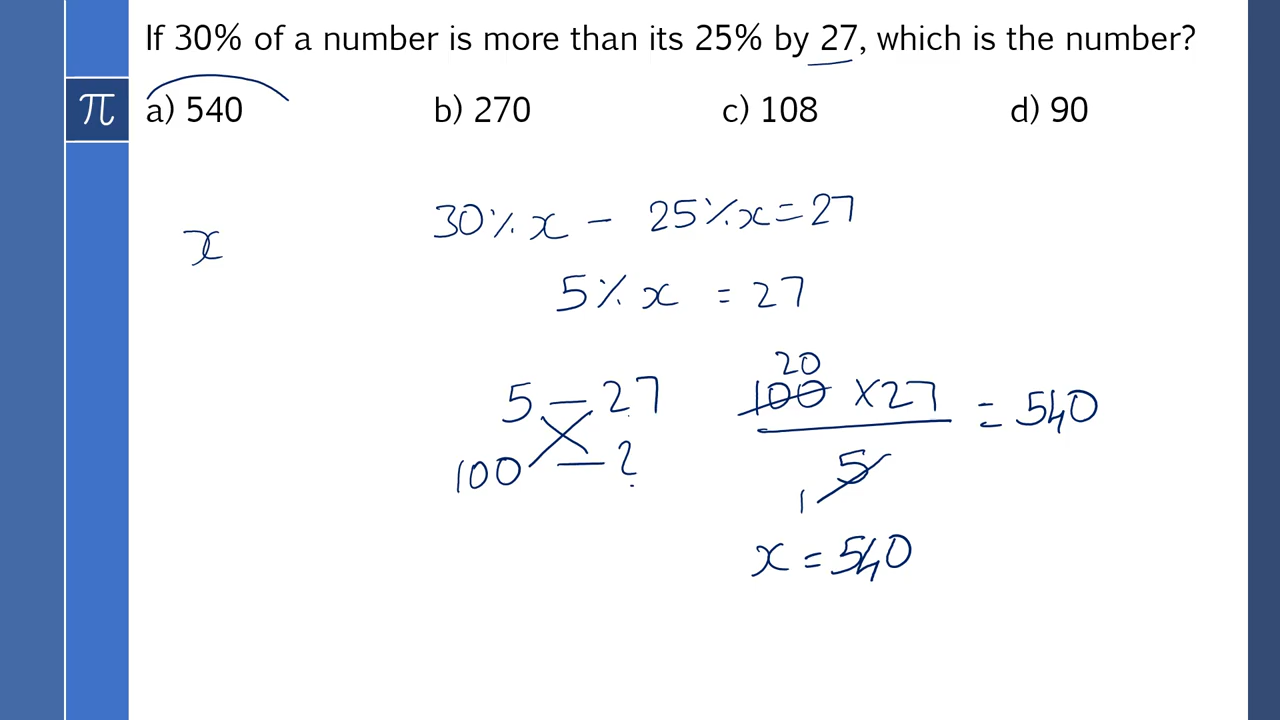 If 30% of a number is more than its 25% by 27, which is the number?
π a) 540 b) 270 c) 108 d) 90
x 30% x - 25% x = 27
5% x = 27
5 — 27
100 — ?
20
100 × 27 = 540
5
1
x = 540